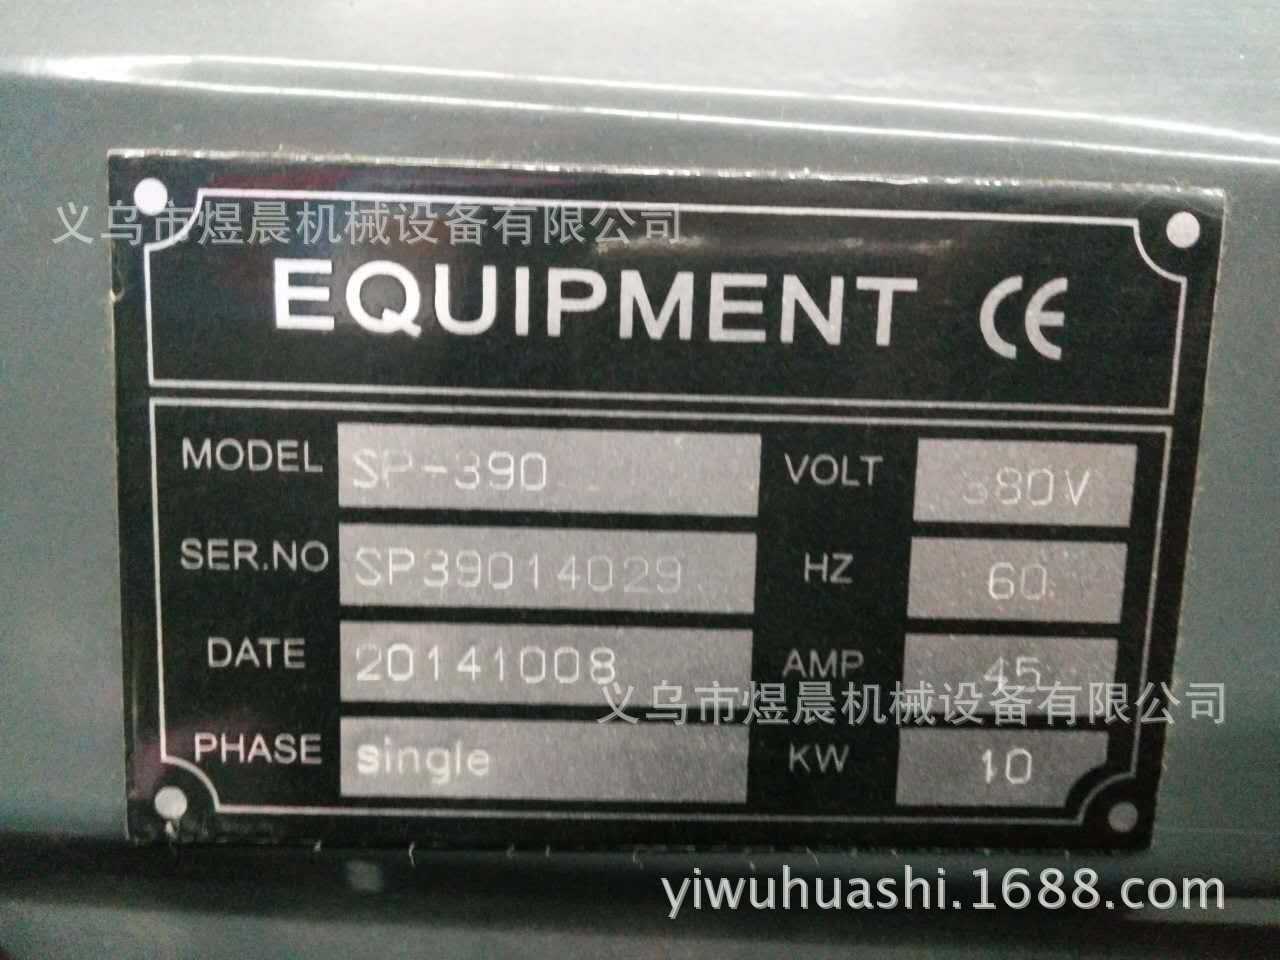 义乌市煜晨机械设备有限公司
EQUIPMENT CE
MODEL SP-390 VOLT 380V
SER.NO SP39014029 HZ 60
DATE 20141008 AMP 45
义乌市煜晨机械设备有限公司
PHASE single KW 10
yiwuhuashi.1688.com